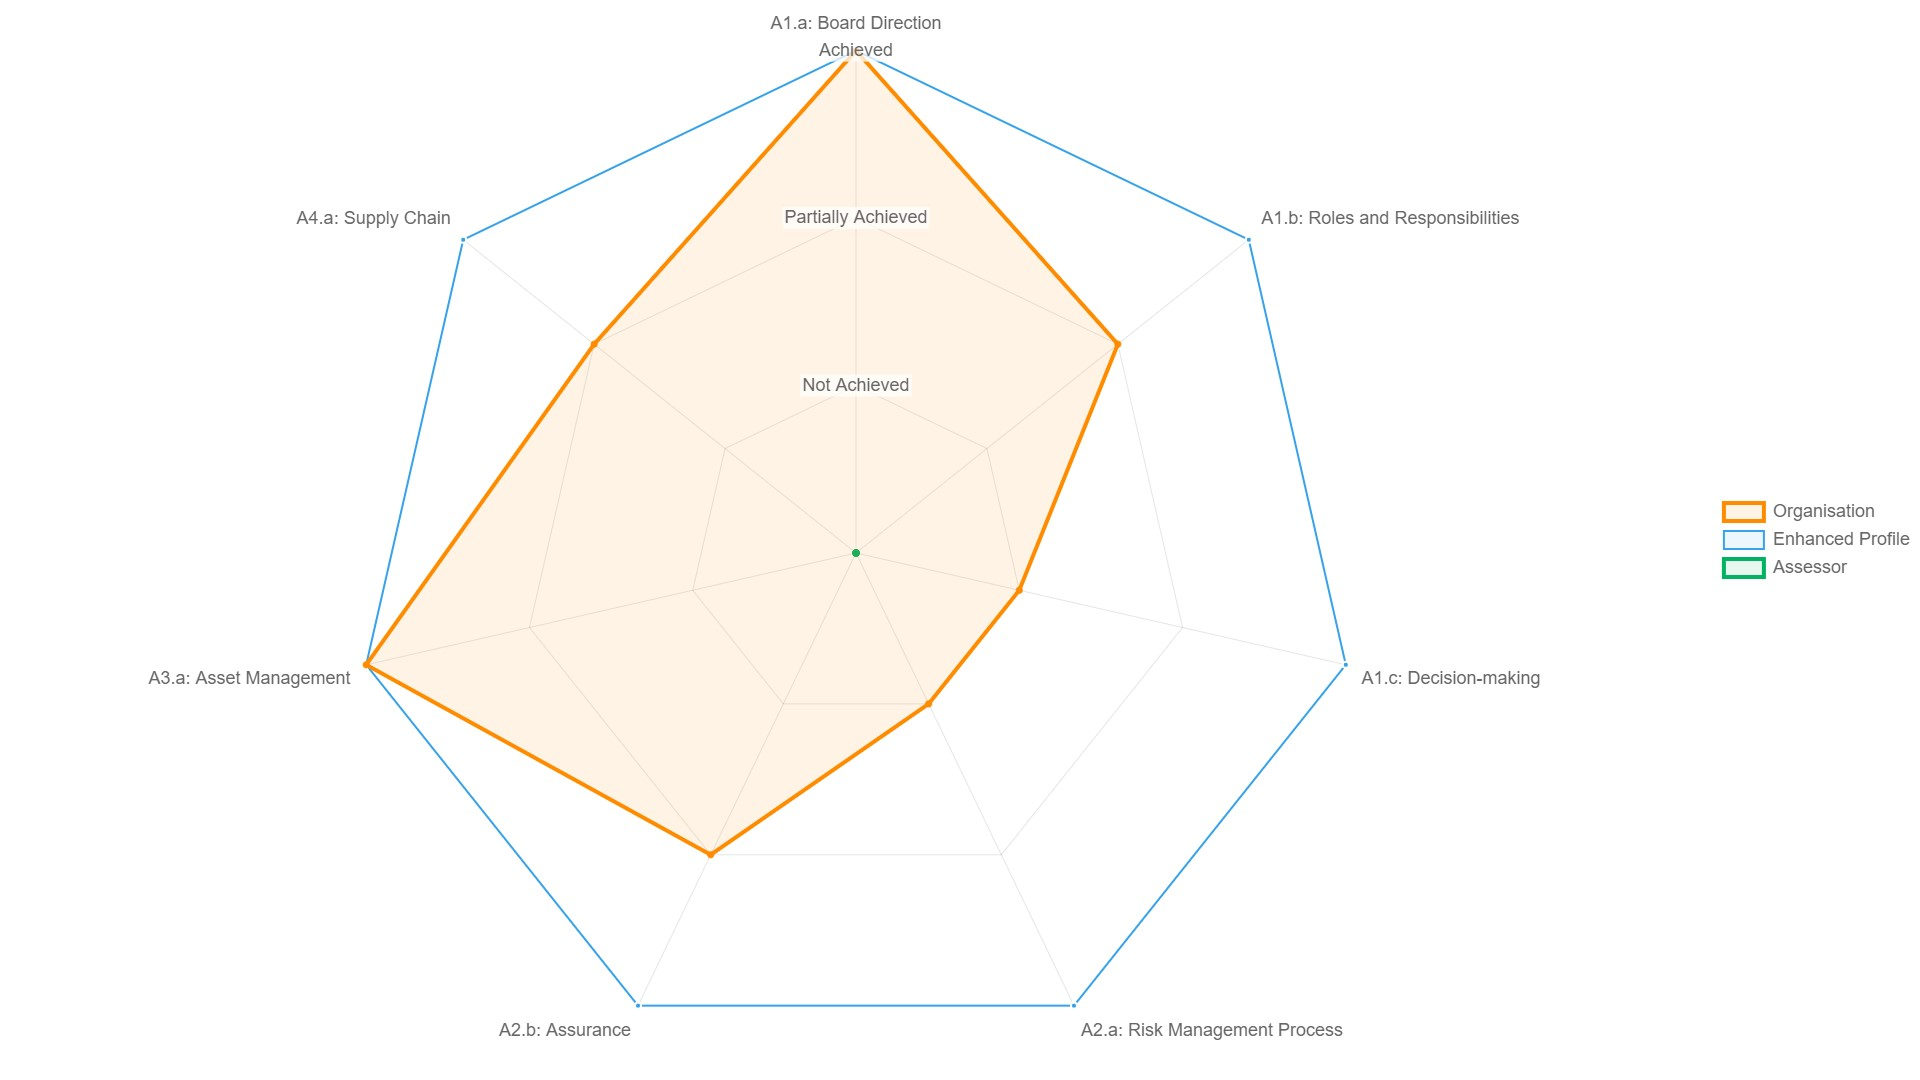 A1.a: Board Direction
Achieved
A4.a: Supply Chain
Partially Achieved
A1.b: Roles and Responsibilities
Not Achieved
Organisation
Enhanced Profile
Assessor
A3.a: Asset Management
A1.c: Decision-making
A2.b: Assurance
A2.a: Risk Management Process